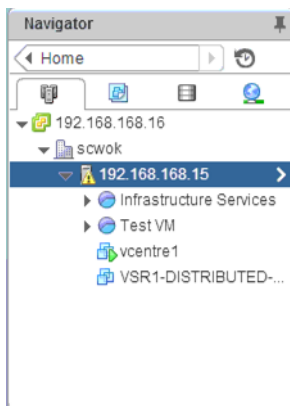 Navigator
Home
192.168.168.16
scwok
192.168.168.15
Infrastructure Services
Test VM
vcentre1
VSR1-DISTRIBUTED-...